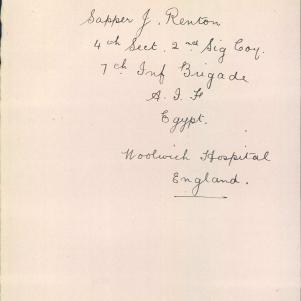 Sapper J. Renton
4th Sect. 2nd Sig Coy.
7th Inf Brigade
A. I. F
Egypt.
Woolwich Hospital
England.